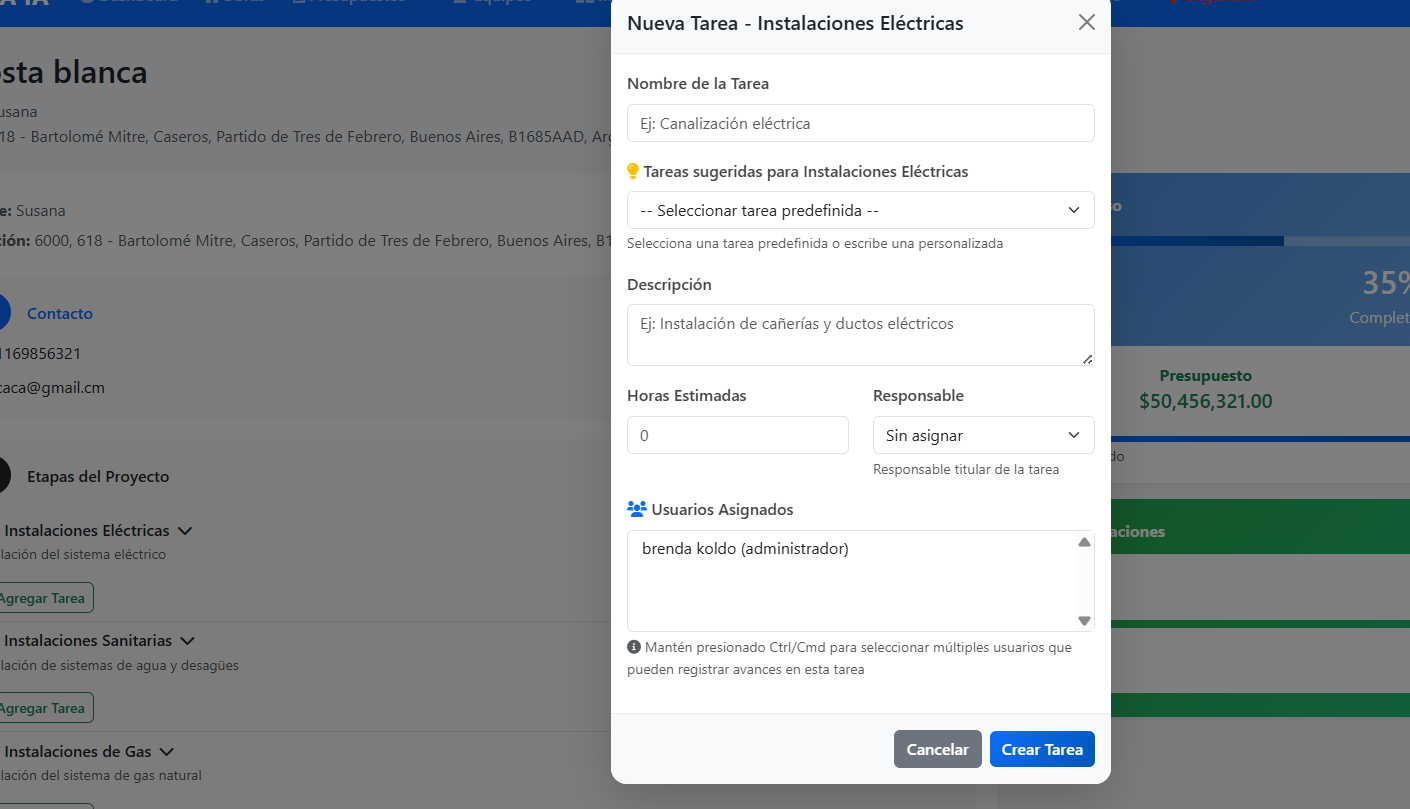 Nueva Tarea - Instalaciones Eléctricas
Nombre de la Tarea
Ej: Canalización eléctrica
Tareas sugeridas para Instalaciones Eléctricas
-- Seleccionar tarea predefinida --
Selecciona una tarea predefinida o escribe una personalizada
Descripción
Ej: Instalación de cañerías y ductos eléctricos
Horas Estimadas
Responsable
0
Sin asignar
Responsable titular de la tarea
Usuarios Asignados
brenda koldo (administrador)
Mantén presionado Ctrl/Cmd para seleccionar múltiples usuarios que
pueden registrar avances en esta tarea
Cancelar
Crear Tarea
sta blanca
usana
18 - Bartolomé Mitre, Caseros, Partido de Tres de Febrero, Buenos Aires, B1685AAD, Arg
e: Susana
ción: 6000, 618 - Bartolomé Mitre, Caseros, Partido de Tres de Febrero, Buenos Aires, B1
Contacto
1169856321
caca@gmail.cm
Etapas del Proyecto
Instalaciones Eléctricas
lación del sistema eléctrico
Agregar Tarea
Instalaciones Sanitarias
lación de sistemas de agua y desagües
Agregar Tarea
Instalaciones de Gas
lación del sistema de gas natural
o
35%
Complet
Presupuesto
$50,456,321.00
do
aciones